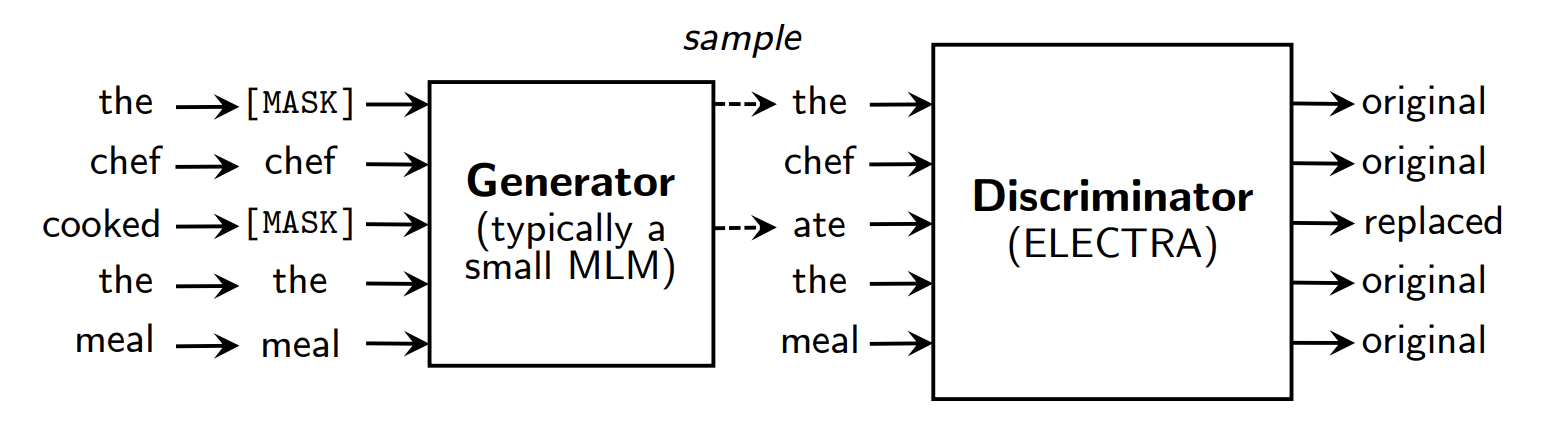 sample
the [MASK] the original
chef chef chef original
cooked [MASK] ate replaced
the the the original
meal meal meal original
Generator
(typically a
small MLM)
Discriminator
(ELECTRA)